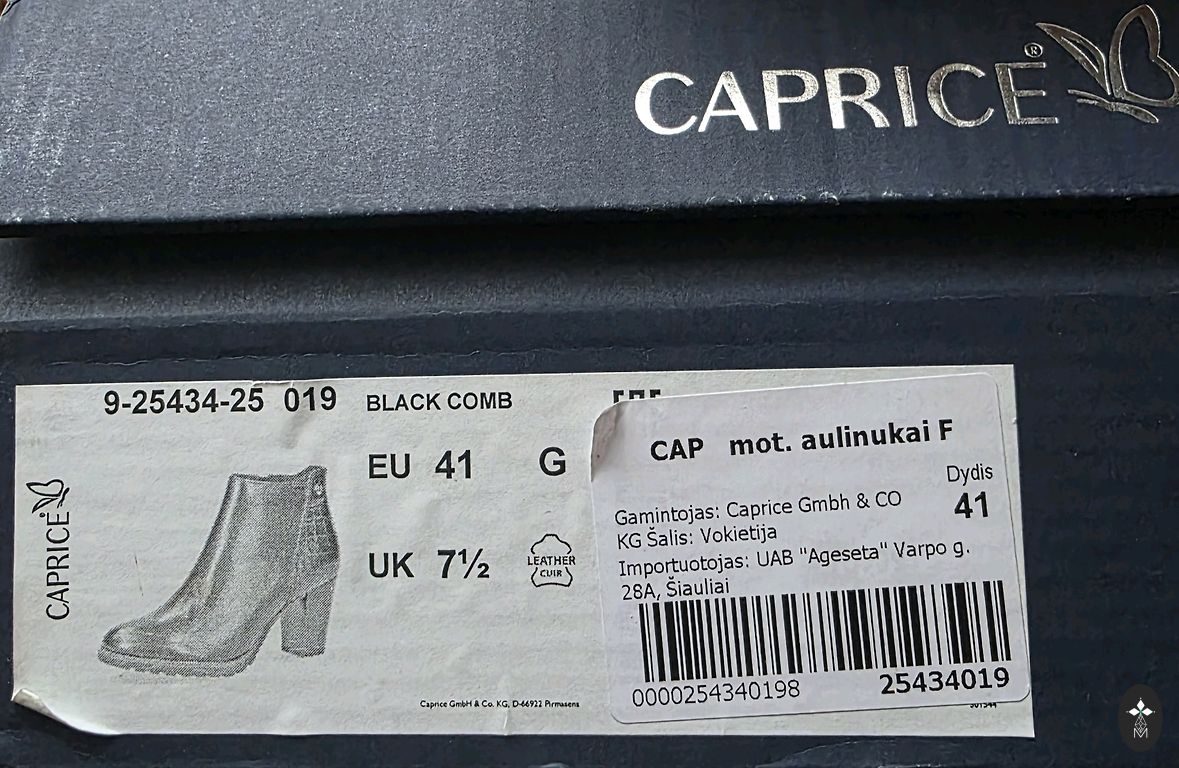 CAPRICE®
9-25434-25 019 BLACK COMB
EU 41 G
UK 7½
LEATHER
CUIR
CAPRICE
Caprice GmbH & Co. KG, D-66922 Pirmasens
CAP mot. aulinukai F
Dydis
41
Gamintojas: Caprice Gmbh & CO
KG Šalis: Vokietija
Importuotojas: UAB "Ageseta" Varpo g.
28A, Šiauliai
0000254340198
25434019
M